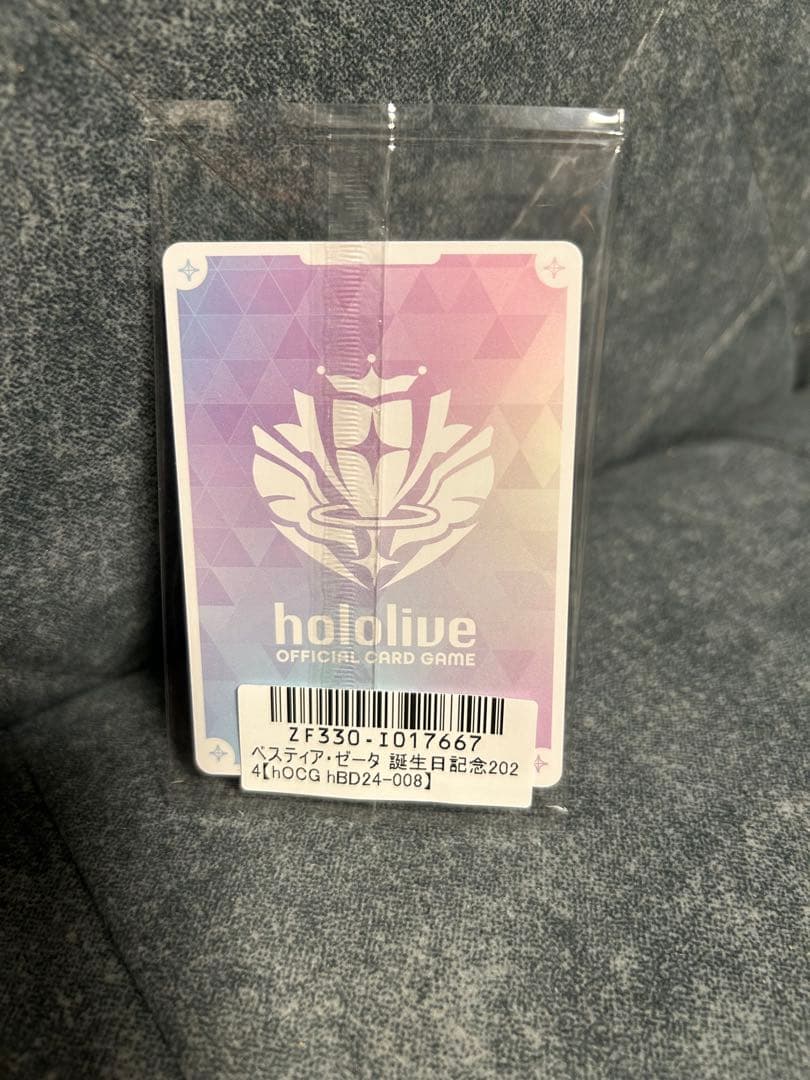 hololive
OFFICIAL CARD GAME
ZF330-I017667
ベスティア・ゼータ 誕生日記念202
4【hOCG hBD24-008】